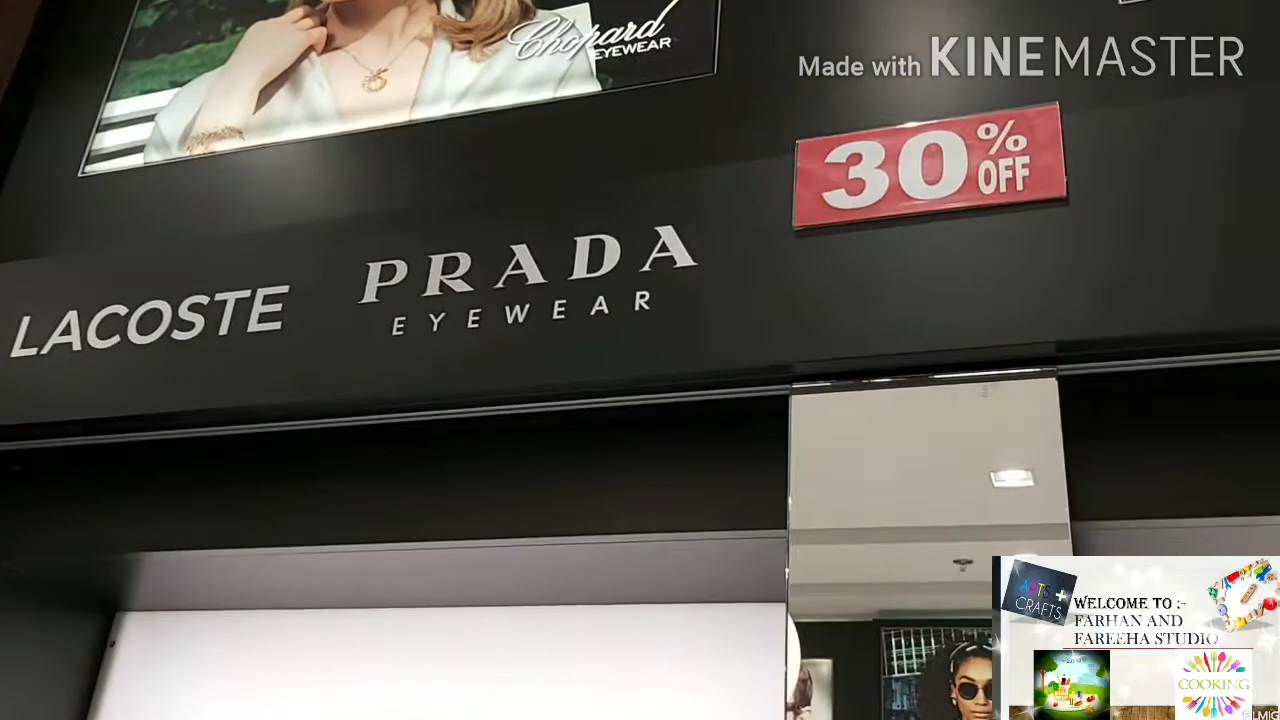 Chopard
EYEWEAR
Made with KINEMASTER
30% OFF
LACOSTE
PRADA
EYEWEAR
ARTS +
CRAFTS
WELCOME TO :-
FARHAN AND
FAREEHA STUDIO
COOKING